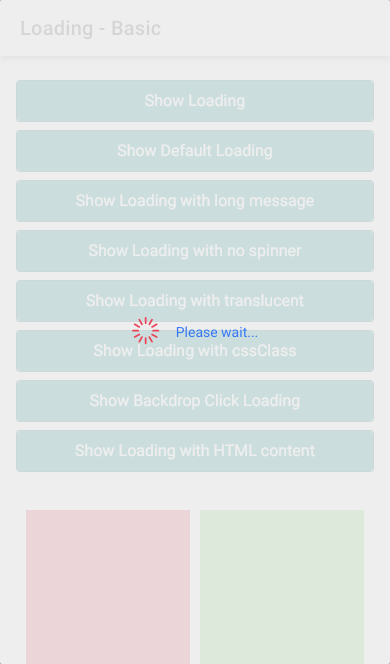 Loading - Basic
Show Loading
Show Default Loading
Show Loading with long message
Show Loading with no spinner
Show Loading with translucent
Please wait...
Show Loading with cssClass
Show Backdrop Click Loading
Show Loading with HTML content